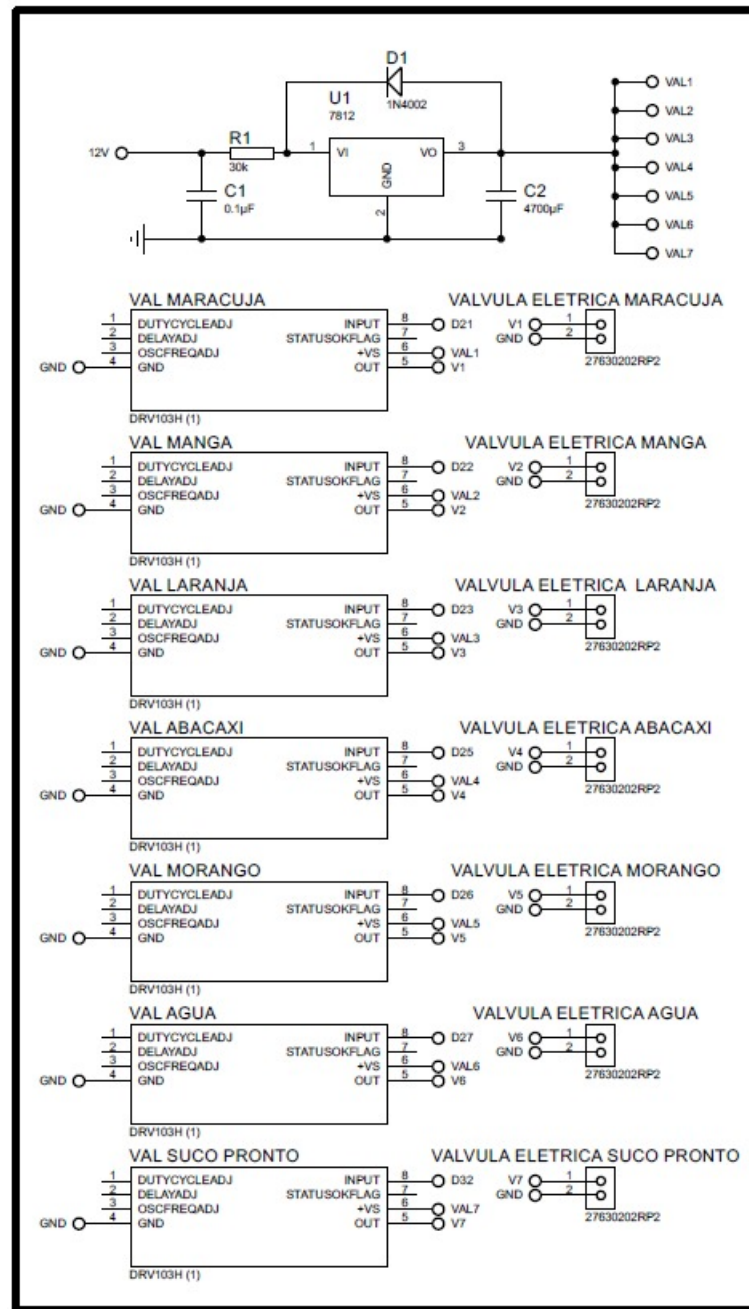 D1
1N4002
U1
7812
R1
30k
12V
1 VI VO 3
GND
2
C1
0.1µF
C2
4700µF
VAL1
VAL2
VAL3
VAL4
VAL5
VAL6
VAL7
VAL MARACUJA
1 DUTYCYCLEADJ INPUT 8 D21
2 DELAYADJ STATUSOKFLAG 7
3 OSCFREQADJ +VS 6 VAL1
GND 4 GND OUT 5 V1
DRV103H (1)
VALVULA ELETRICA MARACUJA
V1 1
GND 2
27630202RP2
VAL MANGA
1 DUTYCYCLEADJ INPUT 8 D22
2 DELAYADJ STATUSOKFLAG 7
3 OSCFREQADJ +VS 6 VAL2
GND 4 GND OUT 5 V2
DRV103H (1)
VALVULA ELETRICA MANGA
V2 1
GND 2
27630202RP2
VAL LARANJA
1 DUTYCYCLEADJ INPUT 8 D23
2 DELAYADJ STATUSOKFLAG 7
3 OSCFREQADJ +VS 6 VAL3
GND 4 GND OUT 5 V3
DRV103H (1)
VALVULA ELETRICA LARANJA
V3 1
GND 2
27630202RP2
VAL ABACAXI
1 DUTYCYCLEADJ INPUT 8 D25
2 DELAYADJ STATUSOKFLAG 7
3 OSCFREQADJ +VS 6 VAL4
GND 4 GND OUT 5 V4
DRV103H (1)
VALVULA ELETRICA ABACAXI
V4 1
GND 2
27630202RP2
VAL MORANGO
1 DUTYCYCLEADJ INPUT 8 D26
2 DELAYADJ STATUSOKFLAG 7
3 OSCFREQADJ +VS 6 VAL5
GND 4 GND OUT 5 V5
DRV103H (1)
VALVULA ELETRICA MORANGO
V5 1
GND 2
27630202RP2
VAL AGUA
1 DUTYCYCLEADJ INPUT 8 D27
2 DELAYADJ STATUSOKFLAG 7
3 OSCFREQADJ +VS 6 VAL6
GND 4 GND OUT 5 V6
DRV103H (1)
VALVULA ELETRICA AGUA
V6 1
GND 2
27630202RP2
VAL SUCO PRONTO
1 DUTYCYCLEADJ INPUT 8 D32
2 DELAYADJ STATUSOKFLAG 7
3 OSCFREQADJ +VS 6 VAL7
GND 4 GND OUT 5 V7
DRV103H (1)
VALVULA ELETRICA SUCO PRONTO
V7 1
GND 2
27630202RP2